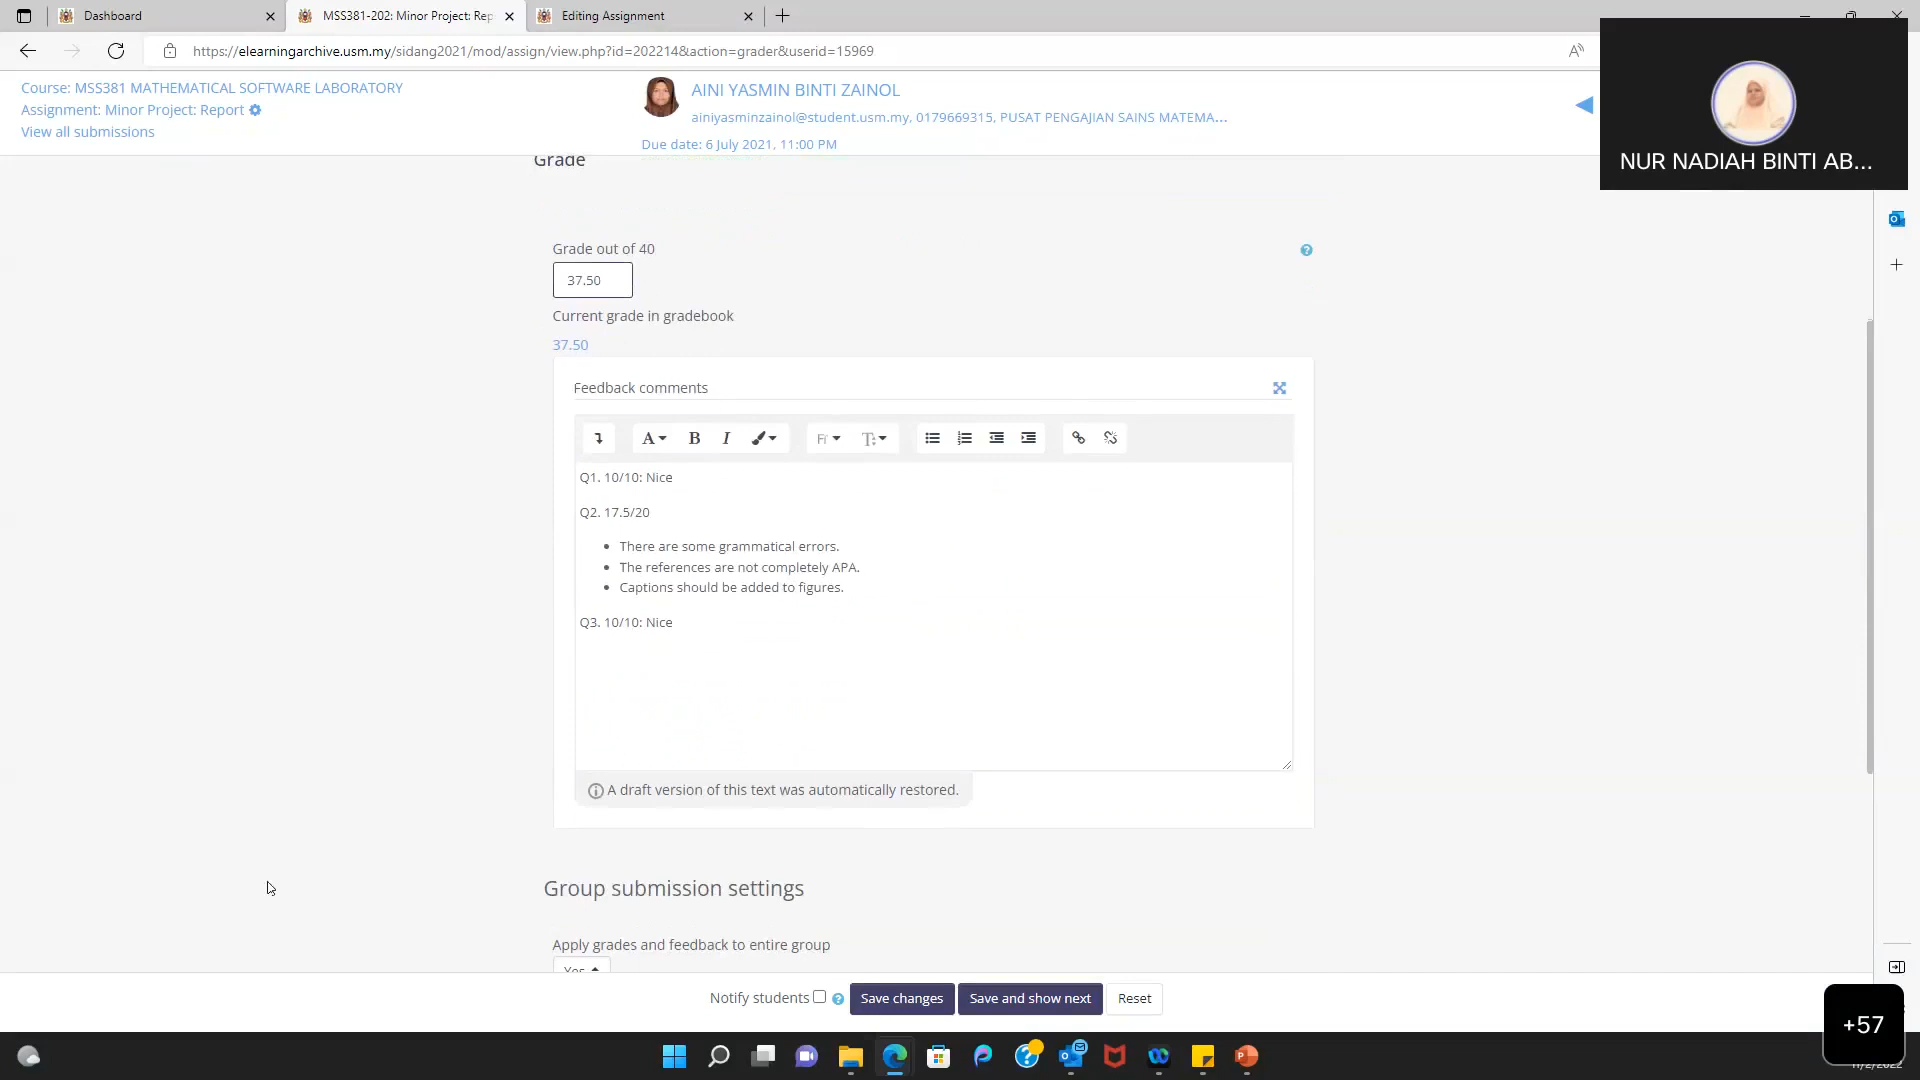 Dashboard
MSS381-202: Minor Project: Rep
Editing Assignment
https://elearningarchive.usm.my/sidang2021/mod/assign/view.php?id=202214&action=grader&userid=15969
Course: MSS381 MATHEMATICAL SOFTWARE LABORATORY
Assignment: Minor Project: Report
View all submissions
AINI YASMIN BINTI ZAINOL
ainiyasminzainol@student.usm.my, 0179669315, PUSAT PENGAJIAN SAINS MATEMA...
Due date: 6 July 2021, 11:00 PM
NUR NADIAH BINTI AB...
Grade
Grade out of 40
37.50
Current grade in gradebook
37.50
Feedback comments
Q1. 10/10: Nice
Q2. 17.5/20
• There are some grammatical errors.
• The references are not completely APA.
• Captions should be added to figures.
Q3. 10/10: Nice
A draft version of this text was automatically restored.
Group submission settings
Apply grades and feedback to entire group
Yes
Notify students
Save changes
Save and show next
Reset
+57